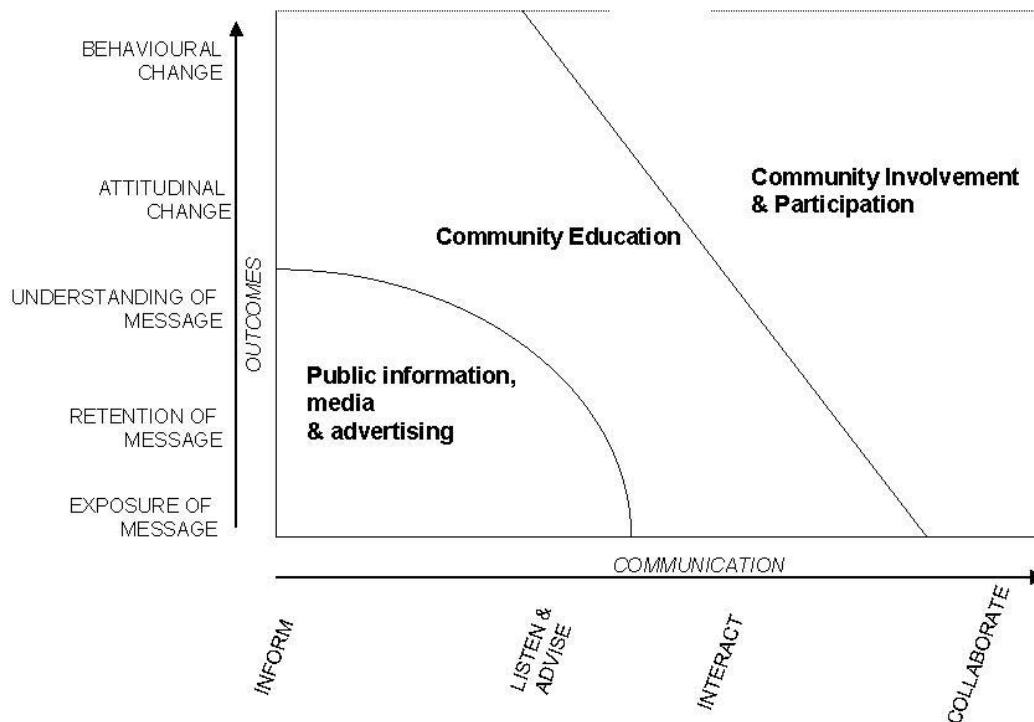 BEHAVIOURAL
CHANGE
ATTITUDINAL
CHANGE
UNDERSTANDING OF
MESSAGE
RETENTION OF
MESSAGE
EXPOSURE OF
MESSAGE
OUTCOMES
Community Involvement
& Participation
Community Education
Public information,
media
& advertising
COMMUNICATION
INFORM
LISTEN &
ADVISE
INTERACT
COLLABORATE